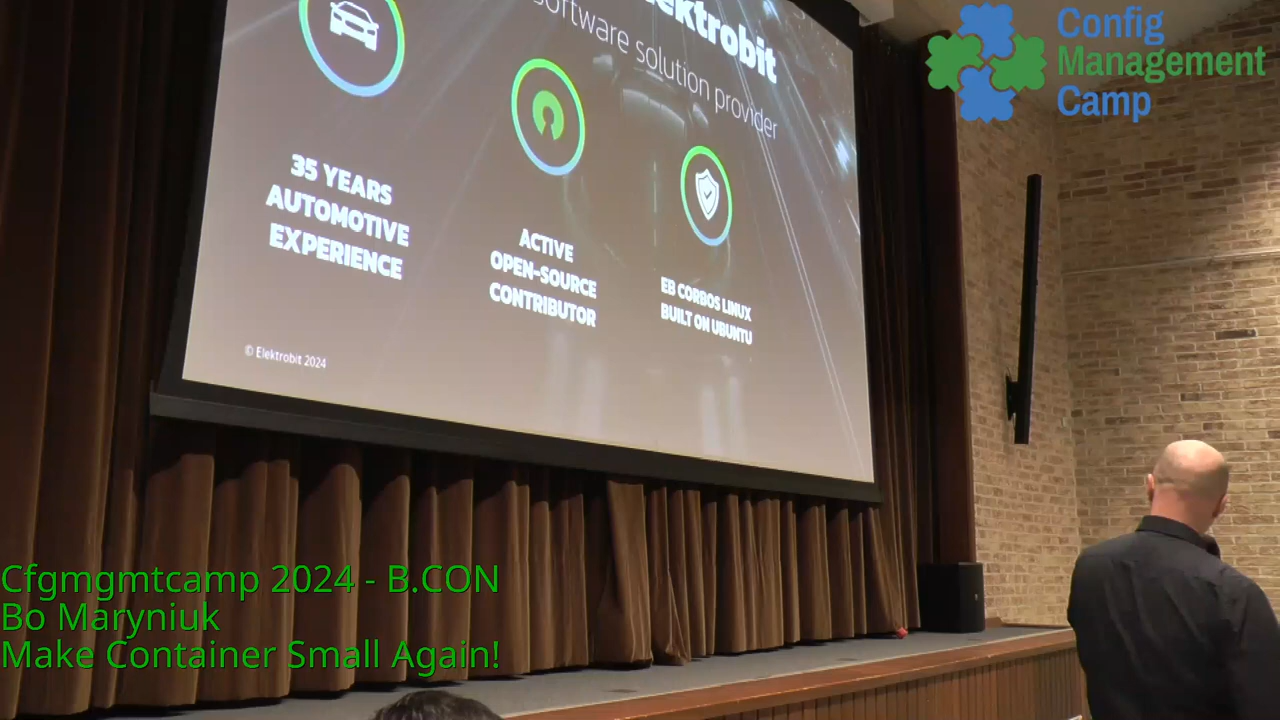 Elektrobit
software solution provider
35 YEARS
AUTOMOTIVE
EXPERIENCE
ACTIVE
OPEN-SOURCE
CONTRIBUTOR
EB CORBOS LINUX
BUILT ON UBUNTU
© Elektrobit 2024
Config
Management
Camp
Cfgmgmtcamp 2024 - B.CON
Bo Maryniuk
Make Container Small Again!